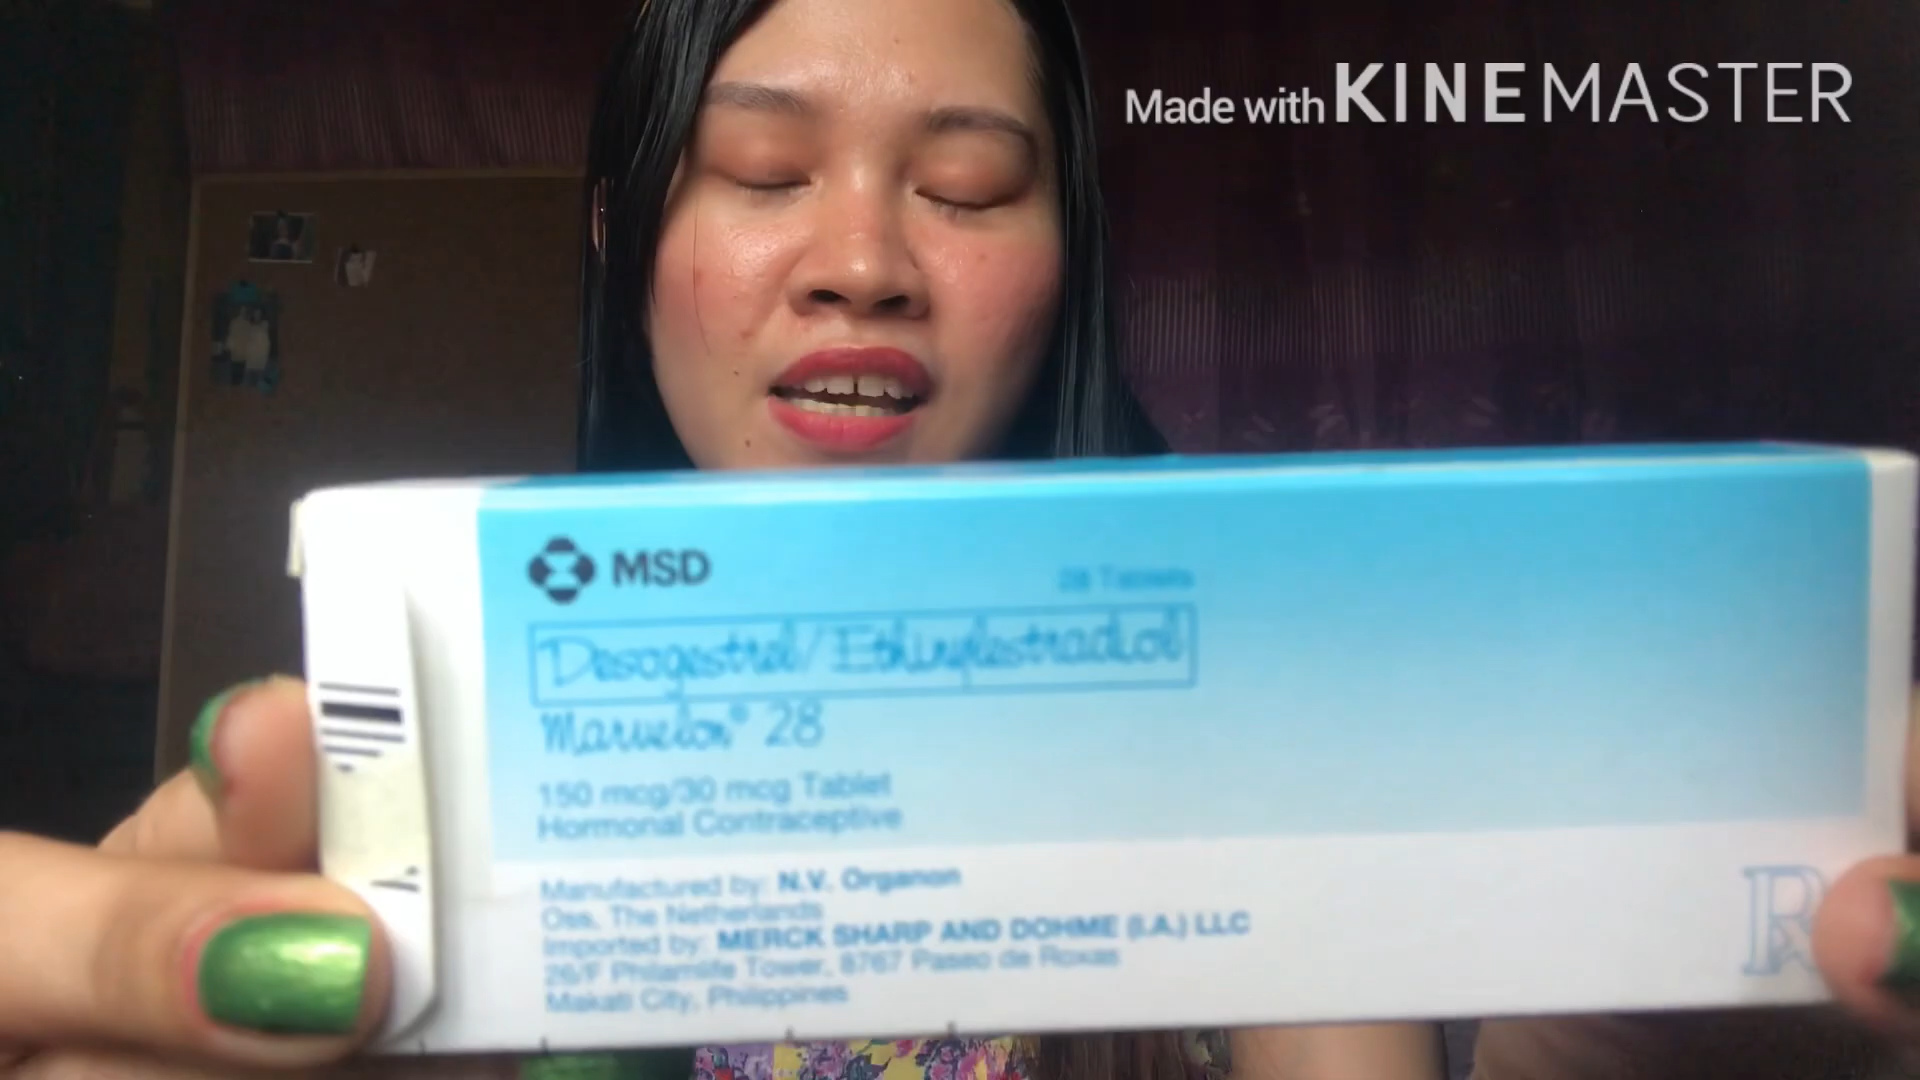 Made with KINEMASTER
MSD
28 Tablets
Desogestrel/Ethinylestradiol
Marvelon® 28
150 mcg/30 mcg Tablet
Hormonal Contraceptive
Manufactured by: N.V. Organon
Oss, The Netherlands
Imported by: MERCK SHARP AND DOHME (I.A.) LLC
26/F Philamlife Tower, 8767 Paseo de Roxas
Makati City, Philippines
Rx